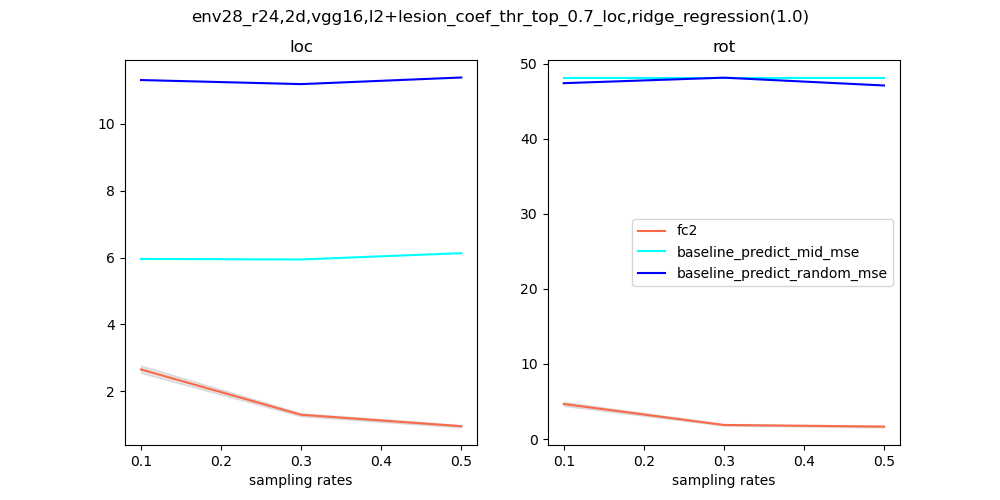 env28_r24,2d,vgg16,l2+lesion_coef_thr_top_0.7_loc,ridge_regression(1.0)
loc
10
8
6
4
2
0.1 0.2 0.3 0.4 0.5
sampling rates
rot
50
40
30
20
10
0
fc2
baseline_predict_mid_mse
baseline_predict_random_mse
0.1 0.2 0.3 0.4 0.5
sampling rates